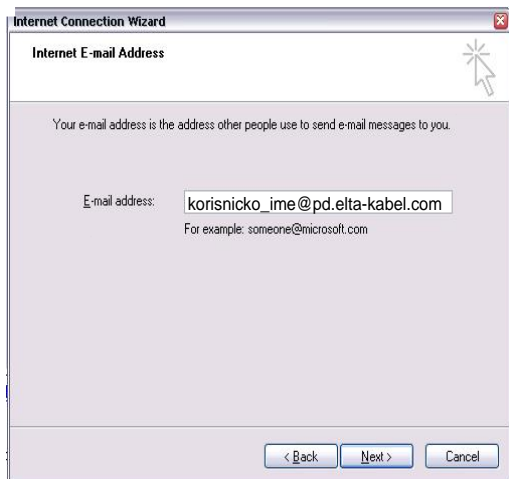 Internet Connection Wizard
Internet E-mail Address
Your e-mail address is the address other people use to send e-mail messages to you.
E-mail address: korisnicko_ime@pd.elta-kabel.com
For example: someone@microsoft.com
< Back Next > Cancel